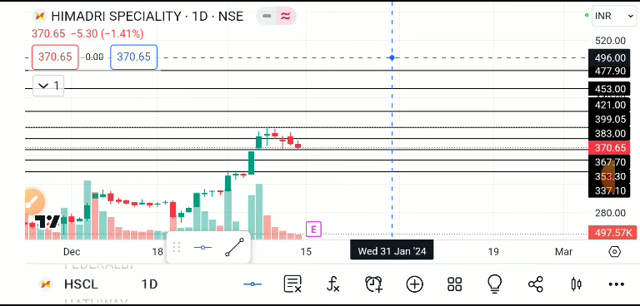 HIMADRI SPECIALITY · 1D · NSE
INR
370.65 −5.30 (−1.41%)
370.65 0.00 370.65
1
520.00
496.00
477.90
453.00
421.00
399.05
383.00
370.65
367.70
353.30
337.10
280.00
497.57K
E
Dec 18 15 Wed 31 Jan '24 19 Mar
FEDERALBNK
HSCL 1D
HATHWAY